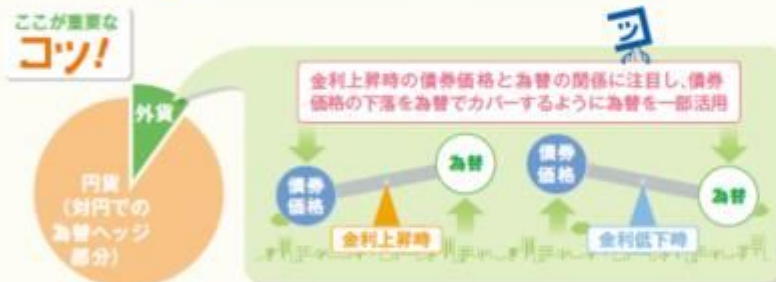 ここが重要な
コツ!
ツ
金利上昇時の債券価格と為替の関係に注目し、債券
価格の下落を為替でカバーするように為替を一部活用
外貨
円貨
(対円での
為替ヘッジ
部分)
債券
価格
為替
金利上昇時
債券
価格
為替
金利低下時